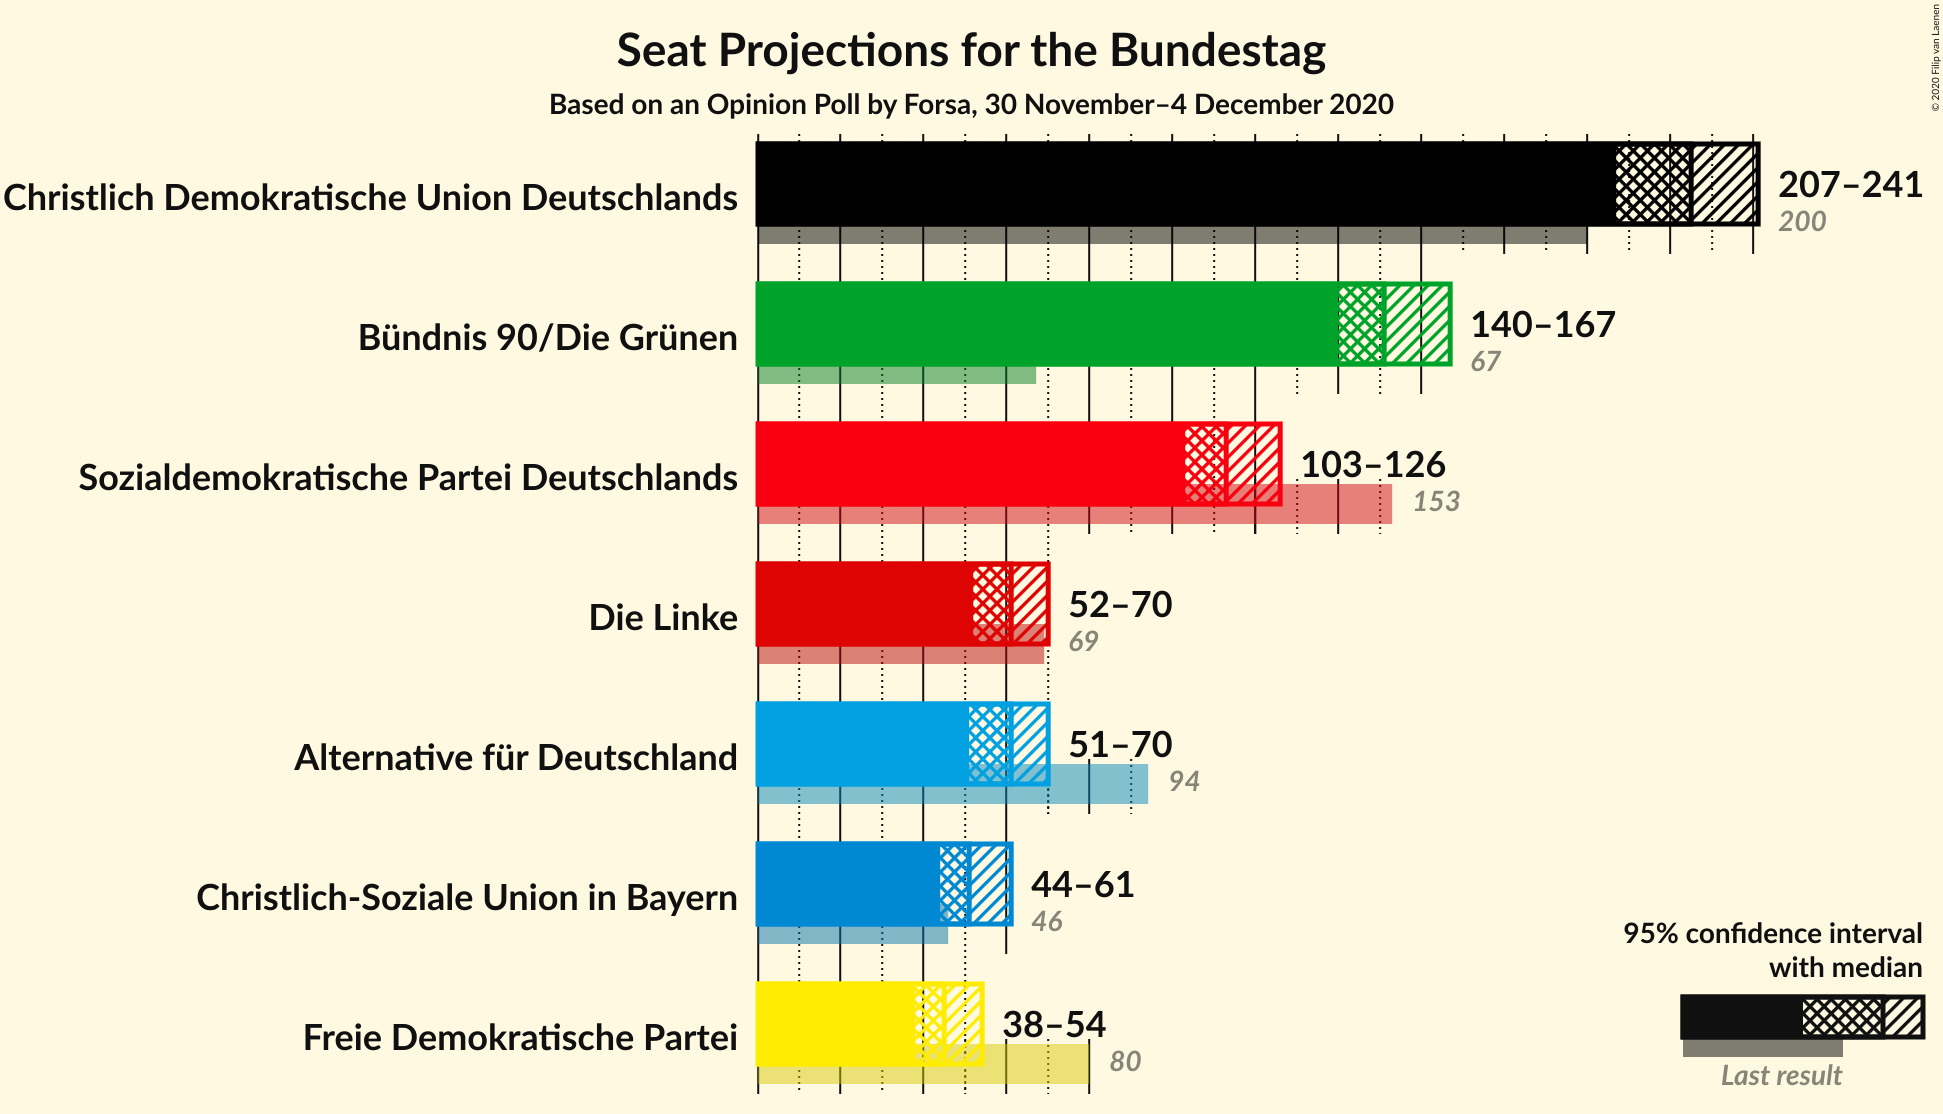 Seat Projections for the Bundestag
Based on an Opinion Poll by Forsa, 30 November–4 December 2020
© 2020 Filip van Laenen
Christlich Demokratische Union Deutschlands
207–241
200
Bündnis 90/Die Grünen
140–167
67
Sozialdemokratische Partei Deutschlands
103–126
153
Die Linke
52–70
69
Alternative für Deutschland
51–70
94
Christlich-Soziale Union in Bayern
44–61
46
Freie Demokratische Partei
38–54
80
95% confidence interval
with median
Last result